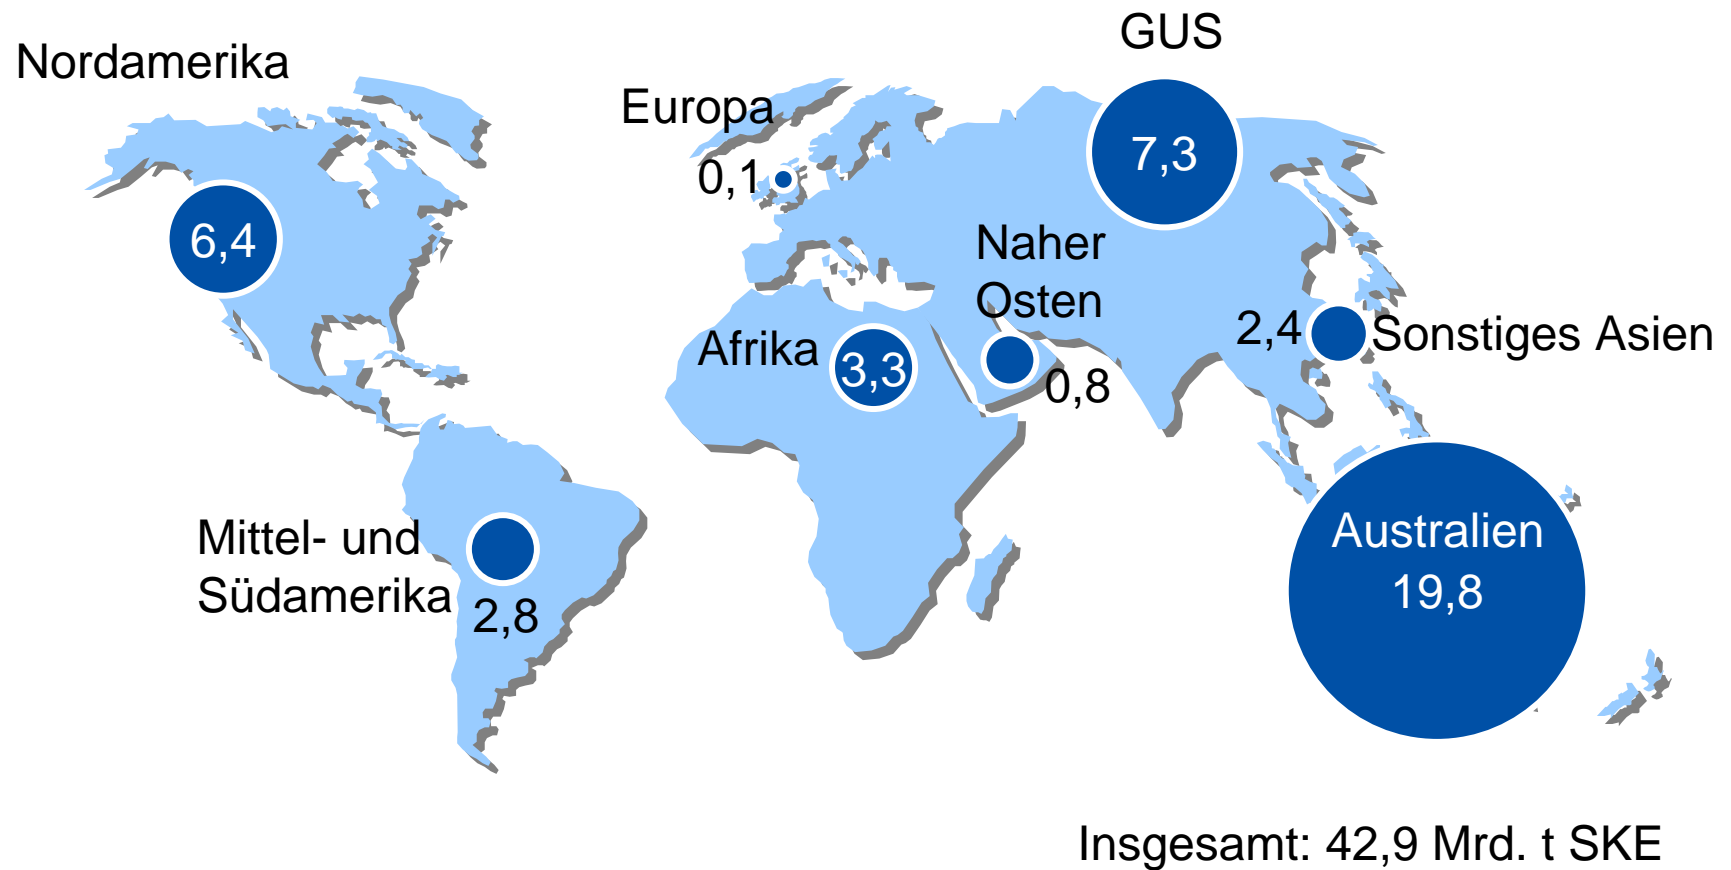 GUS
7,3
Nordamerika
6,4
Europa
0,1
Naher
Osten
0,8
Afrika
3,3
2,4
Sonstiges Asien
Mittel- und
Südamerika
2,8
Australien
19,8
Insgesamt: 42,9 Mrd. t SKE